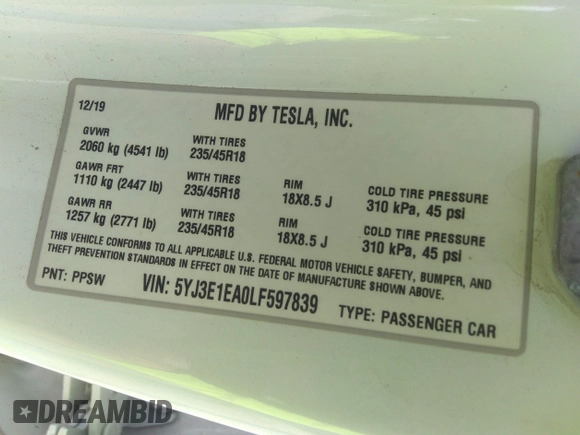 12/19
MFD BY TESLA, INC.
GVWR
2060 kg (4541 lb)
WITH TIRES
235/45R18
GAWR FRT
1110 kg (2447 lb)
WITH TIRES
235/45R18
RIM
18X8.5 J
COLD TIRE PRESSURE
310 kPa, 45 psi
GAWR RR
1257 kg (2771 lb)
WITH TIRES
235/45R18
RIM
18X8.5 J
COLD TIRE PRESSURE
310 kPa, 45 psi
THIS VEHICLE CONFORMS TO ALL APPLICABLE U.S. FEDERAL MOTOR VEHICLE SAFETY, BUMPER, AND
THEFT PREVENTION STANDARDS IN EFFECT ON THE DATE OF MANUFACTURE SHOWN ABOVE.
PNT: PPSW
VIN: 5YJ3E1EA0LF597839
TYPE: PASSENGER CAR
DREAMBID